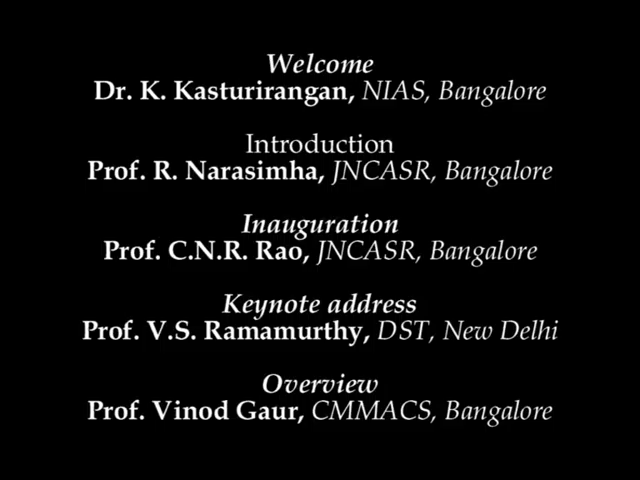 Welcome
Dr. K. Kasturirangan, NIAS, Bangalore
Introduction
Prof. R. Narasimha, JNCASR, Bangalore
Inauguration
Prof. C.N.R. Rao, JNCASR, Bangalore
Keynote address
Prof. V.S. Ramamurthy, DST, New Delhi
Overview
Prof. Vinod Gaur, CMMACS, Bangalore